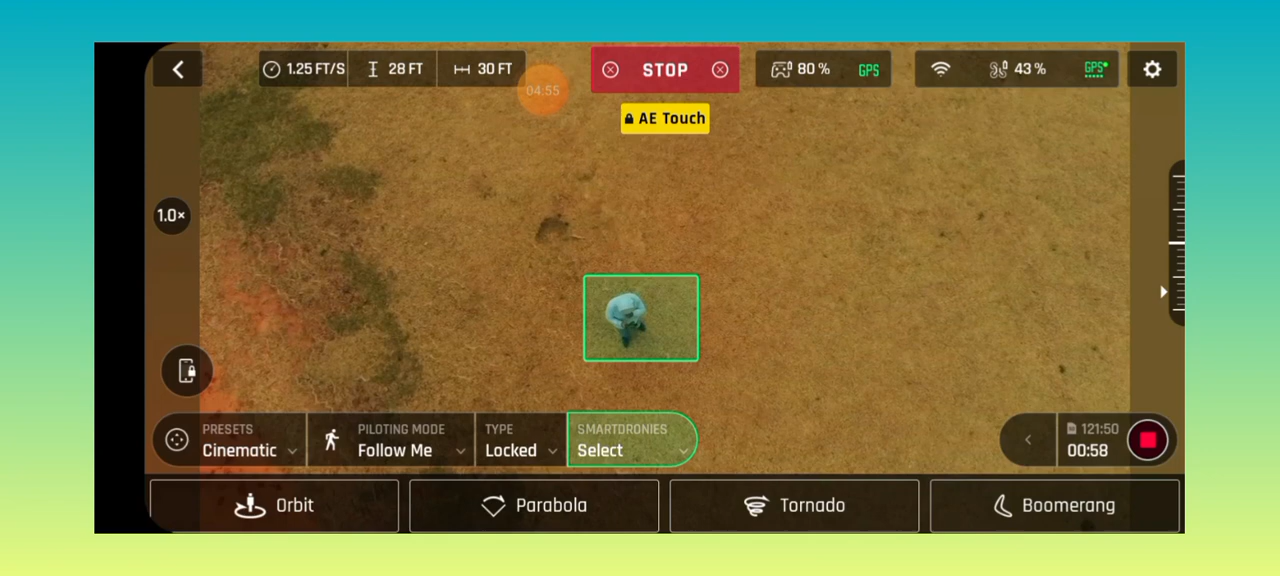 1.25 FT/S 28 FT 30 FT STOP 80 % GPS 43 % GPS
04:55
AE Touch
1.0×
PRESETS PILOTING MODE TYPE SMARTDRONIES 121:50
Cinematic Follow Me Locked Select 00:58
Orbit Parabola Tornado Boomerang